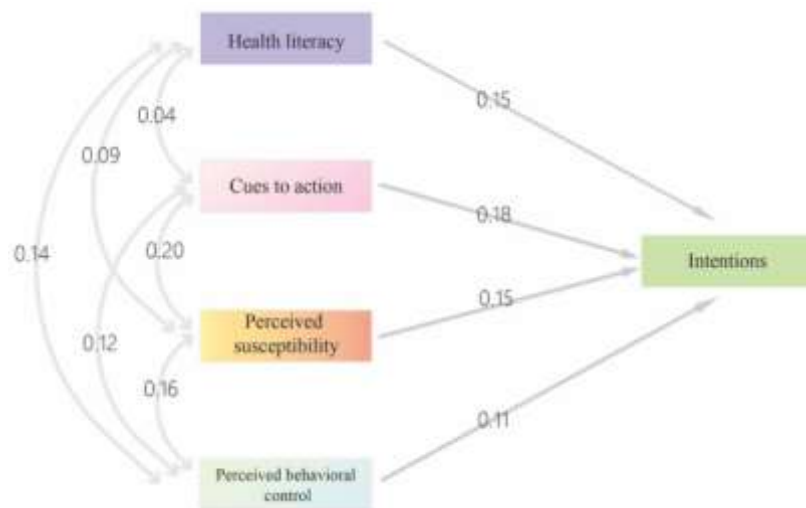 Health literacy
0.15
0.04
0.09
Cues to action
0.18
0.14
0.20
Intentions
0.15
Perceived
susceptibility
0.12
0.16
0.11
Perceived behavioral
control